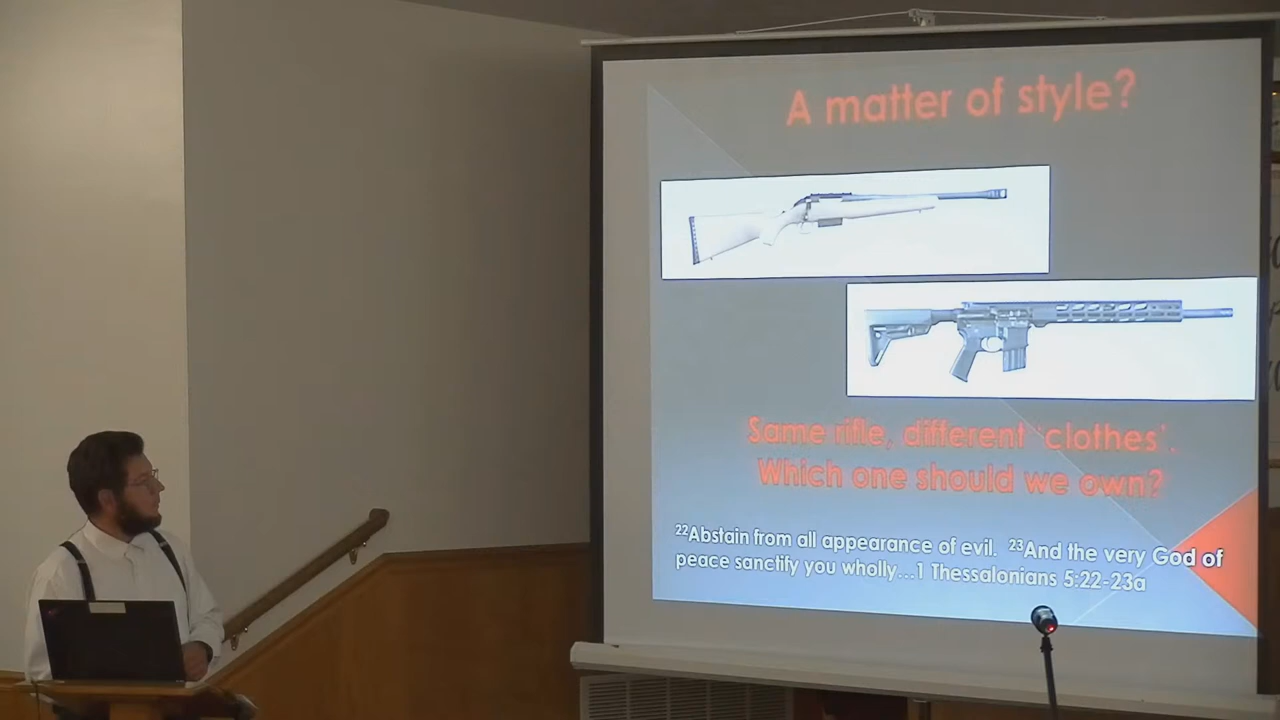 A matter of style?
Same rifle, different 'clothes'.
Which one should we own?
22Abstain from all appearance of evil. 23And the very God of
peace sanctify you wholly...1 Thessalonians 5:22-23a